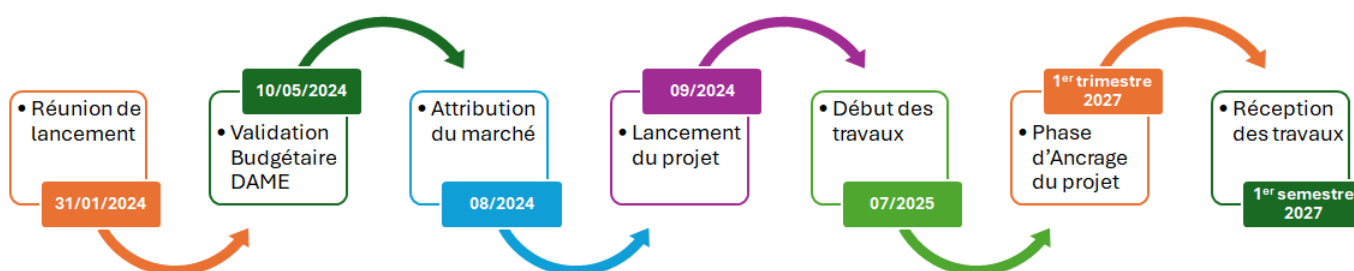 • Réunion de
lancement
31/01/2024
10/05/2024
• Validation
Budgétaire
DAME
• Attribution
du marché
08/2024
09/2024
• Lancement
du projet
• Début des
travaux
07/2025
1er trimestre
2027
• Phase
d’Ancrage
du projet
• Réception
des travaux
1er semestre
2027